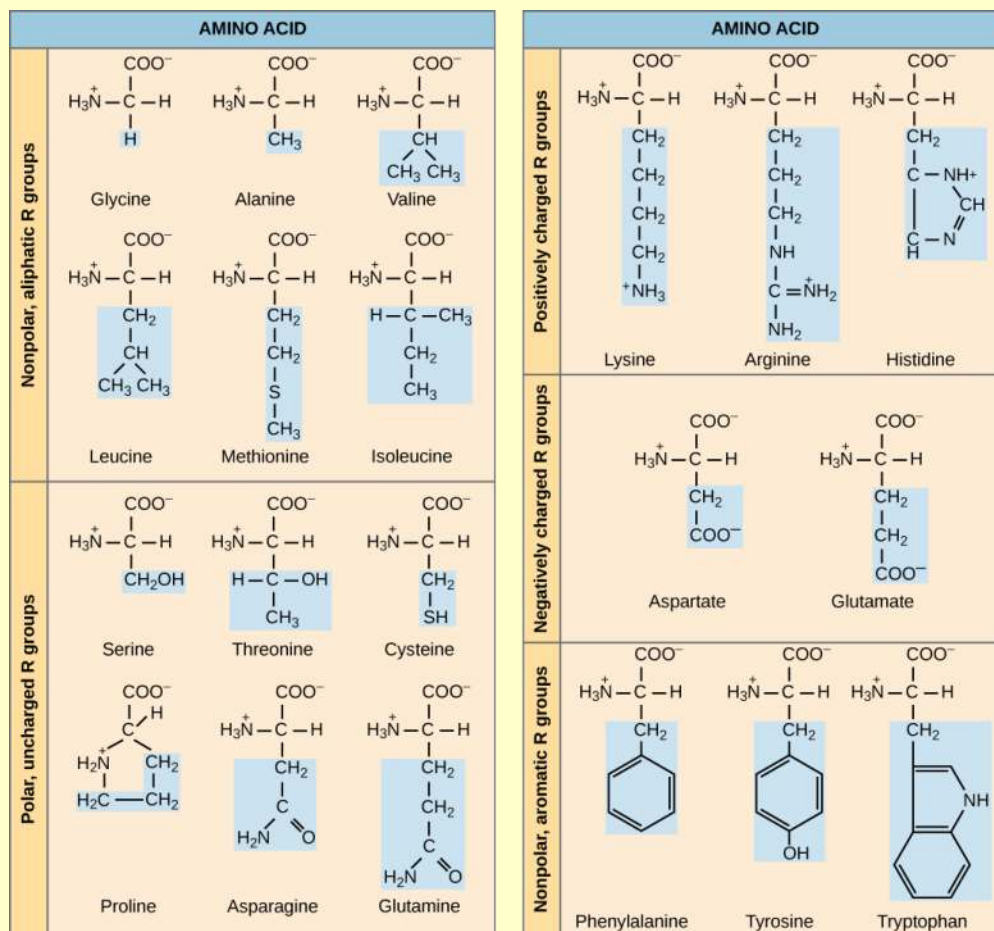 AMINO ACID
Nonpolar, aliphatic R groups
COO⁻ COO⁻ COO⁻
H₃N⁺ — C — H H₃N⁺ — C — H H₃N⁺ — C — H
H CH₃ CH
CH₃ CH₃
Glycine Alanine Valine
COO⁻ COO⁻ COO⁻
H₃N⁺ — C — H H₃N⁺ — C — H H₃N⁺ — C
CH₂ CH₂ H — C — CH₃
CH CH₂ CH₂
CH₃ CH₃ S CH₃
CH₃
Leucine Methionine Isoleucine
Polar, uncharged R groups
COO⁻ COO⁻ COO⁻
H₃N⁺ — C — H H₃N⁺ — C — H H₃N⁺ — C — H
CH₂OH H — C — OH CH₂
CH₃ SH
Serine Threonine Cysteine
COO⁻ COO⁻ COO⁻
C H H₃N⁺ — C — H H₃N⁺ — C — H
H₂N⁺ CH₂ CH₂ CH₂
H₂C — CH₂ C CH₂
H₂N O C
H₂N O
Proline Asparagine Glutamine
AMINO ACID
Positively charged R groups
COO⁻ COO⁻ COO⁻
H₃N⁺ — C — H H₃N⁺ — C — H H₃N⁺ — C — H
CH₂ CH₂ CH₂
CH₂ CH₂ C — NH+
CH₂ CH₂ CH
CH₂ NH C — N
H
⁺NH₃ C = N⁺H₂
NH₂
Lysine Arginine Histidine
Negatively charged R groups
COO⁻ COO⁻
H₃N⁺ — C — H H₃N⁺ — C — H
CH₂ CH₂
COO⁻ CH₂
COO⁻
Aspartate Glutamate
Nonpolar, aromatic R groups
COO⁻ COO⁻ COO⁻
H₃N⁺ — C — H H₃N⁺ — C — H H₃N⁺ — C — H
CH₂ CH₂ CH₂
NH
OH
Phenylalanine Tyrosine Tryptophan